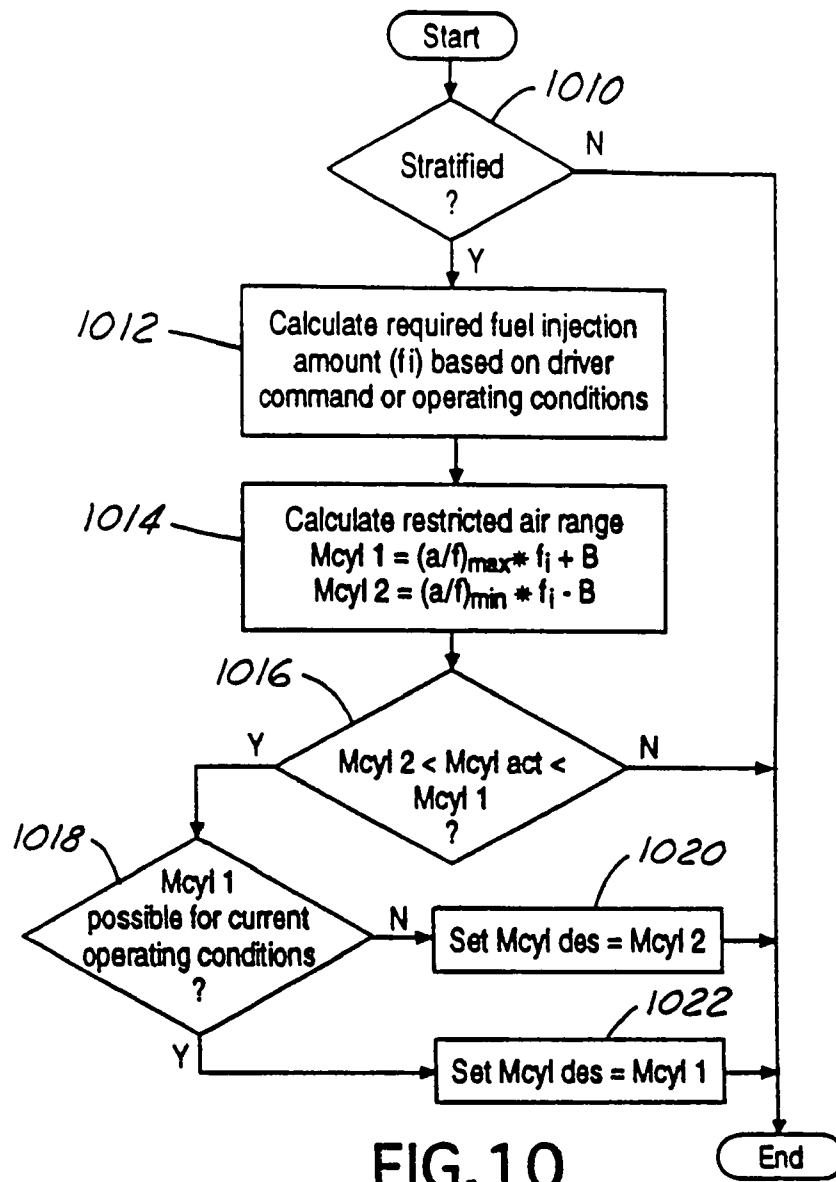 Start
1010
Stratified
?
N
Y
1012
Calculate required fuel injection
amount (fi) based on driver
command or operating conditions
1014
Calculate restricted air range
Mcyl 1 = (a/f)max* fi + B
Mcyl 2 = (a/f)min * fi - B
1016
Y
Mcyl 2 < Mcyl act <
Mcyl 1
?
N
1018
Mcyl 1
possible for current
operating conditions
?
N
1020
Set Mcyl des = Mcyl 2
Y
1022
Set Mcyl des = Mcyl 1
End
FIG.10